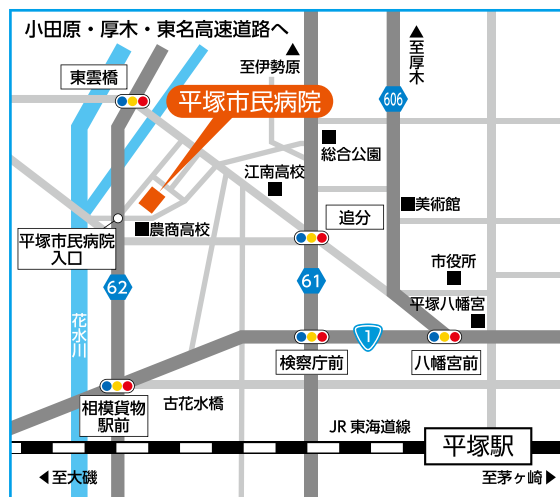 小田原・厚木・東名高速道路へ
至伊勢原
至厚木
東雲橋
平塚市民病院
606
総合公園
江南高校
美術館
追分
農商高校
平塚市民病院
入口
市役所
62
61
平塚八幡宮
花水川
1
検察庁前
八幡宮前
相模貨物
駅前
古花水橋
JR東海道線
平塚駅
至大磯
至茅ヶ崎